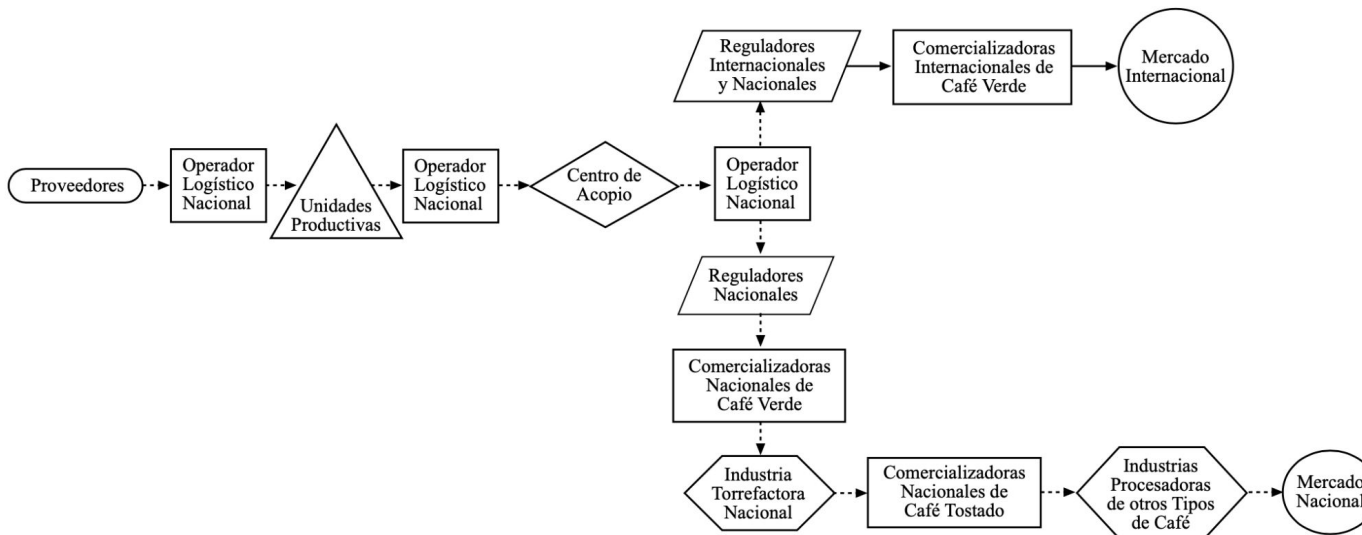 Reguladores
Internacionales
y Nacionales
Comercializadoras
Internacionales de
Café Verde
Mercado
Internacional
Proveedores
Operador
Logístico
Nacional
Unidades
Productivas
Operador
Logístico
Nacional
Centro de
Acopio
Operador
Logístico
Nacional
Reguladores
Nacionales
Comercializadoras
Nacionales de
Café Verde
Industria
Torrefactora
Nacional
Comercializadoras
Nacionales de
Café Tostado
Industrias
Procesadoras
de otros Tipos
de Café
Mercado
Nacional